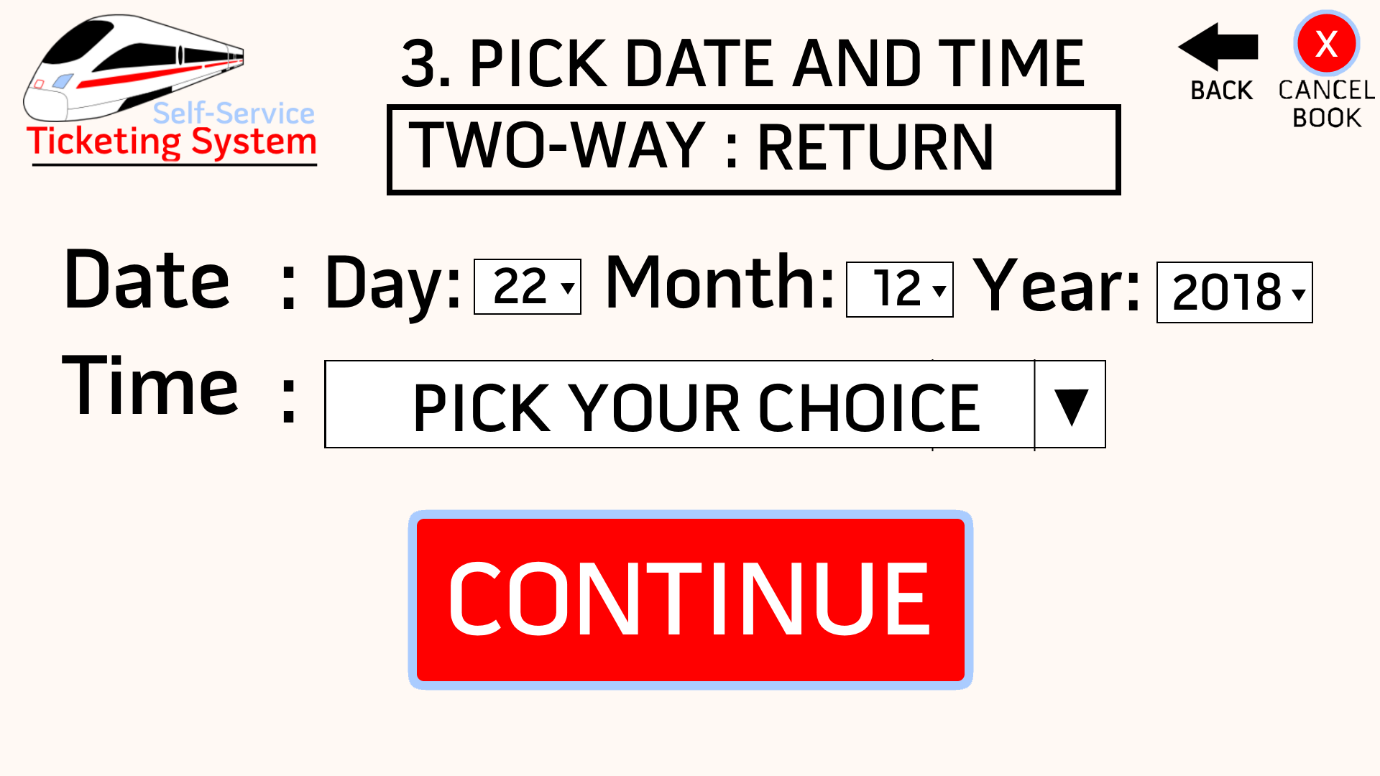 3. PICK DATE AND TIME
BACK
X
CANCEL
BOOK
Self-Service
Ticketing System
TWO-WAY : RETURN
Date : Day: 22 Month: 12 Year: 2018
Time : PICK YOUR CHOICE
CONTINUE